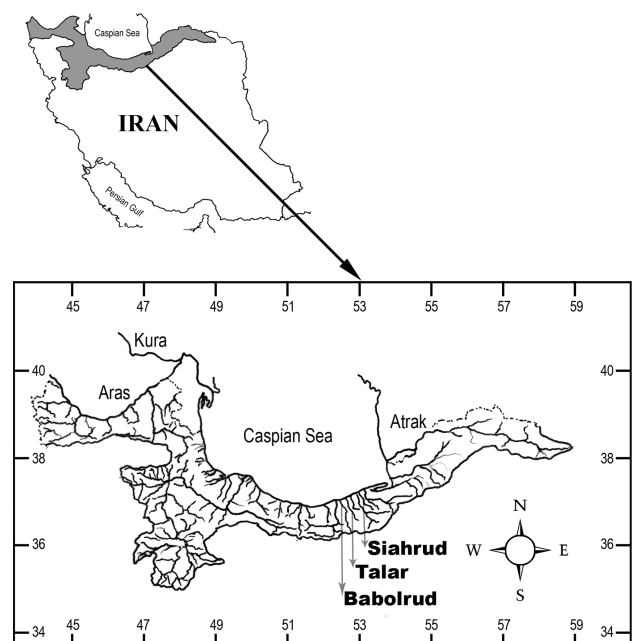 Caspian Sea
IRAN
Persian Gulf
45 47 49 51 53 55 57 59
Kura
40 40
Aras
Atrak
Caspian Sea
38 38
N
36 36
W E
S
Siahrud
Talar
Babolrud
45 47 49 51 53 55 57 59
34 34